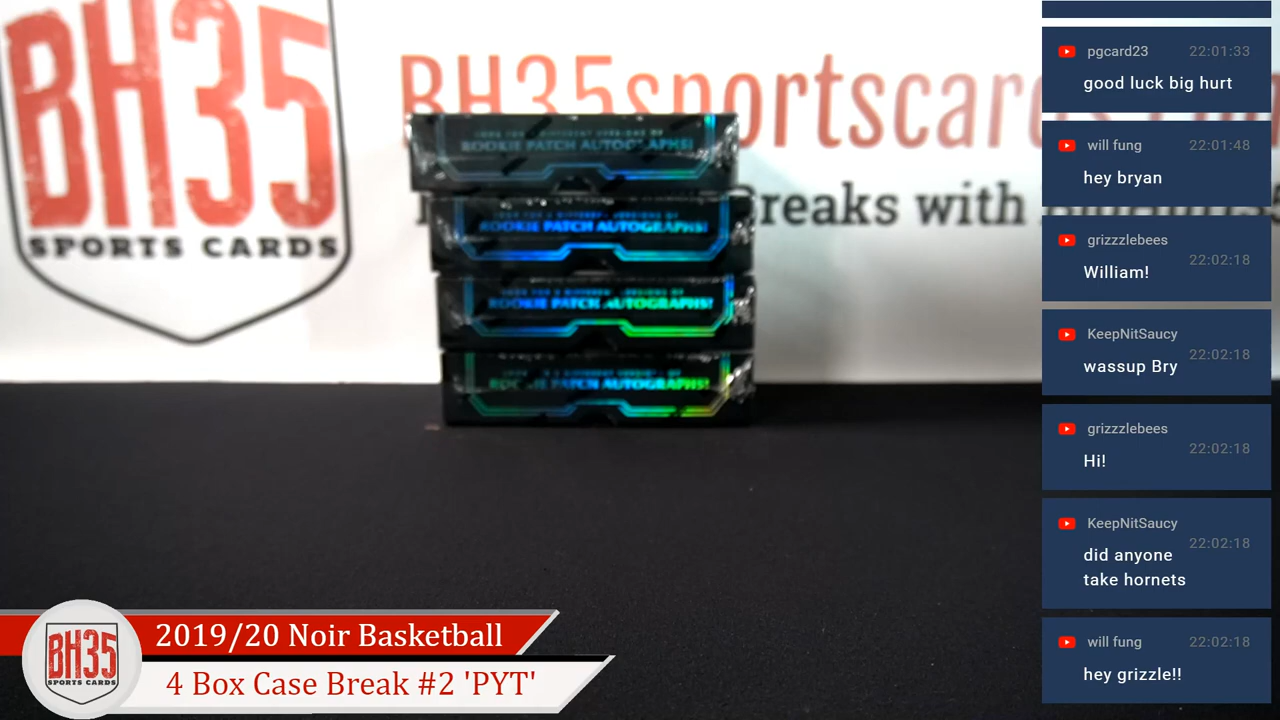 BH35
SPORTS CARDS
BH35sportscar
Breaks with
ROOKIE PATCH AUTOGRAPHS!
ROOKIE PATCH AUTOGRAPHS!
ROOKIE PATCH AUTOGRAPHS!
ROOKIE PATCH AUTOGRAPHS!
BH35
SPORTS CARDS
2019/20 Noir Basketball
4 Box Case Break #2 'PYT'
pgcard23 22:01:33
good luck big hurt
will fung 22:01:48
hey bryan
grizzzlebees 22:02:18
William!
KeepNitSaucy 22:02:18
wassup Bry
grizzzlebees 22:02:18
Hi!
KeepNitSaucy 22:02:18
did anyone
take hornets
will fung 22:02:18
hey grizzle!!